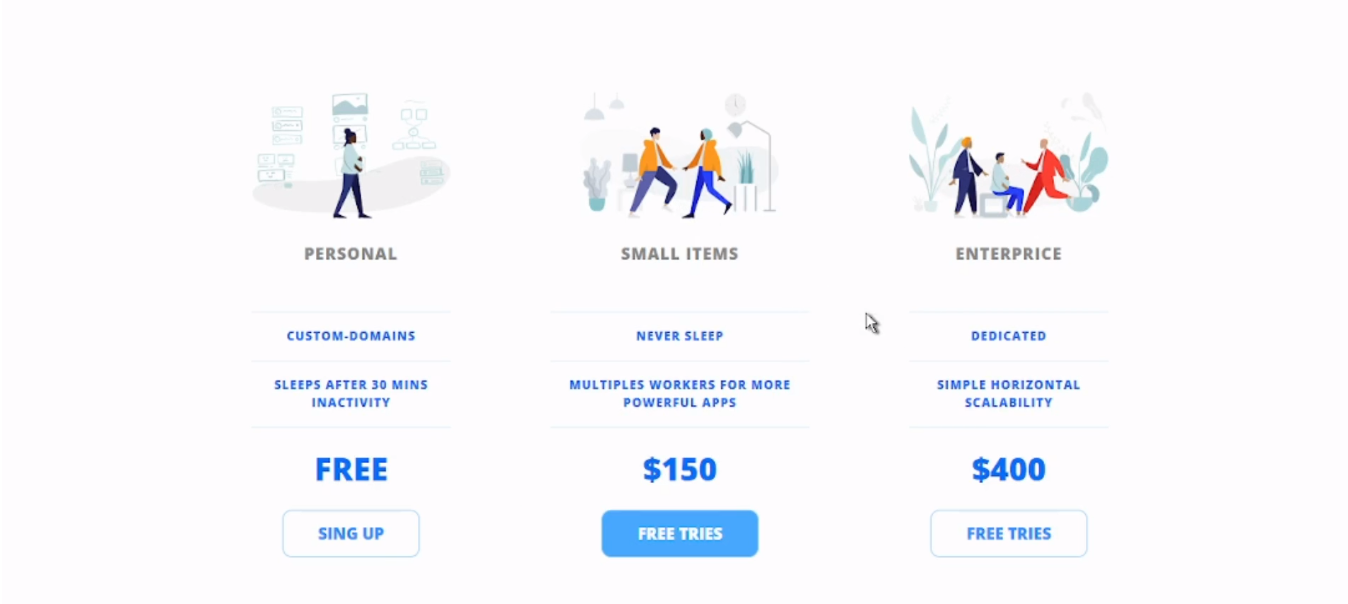 PERSONAL
CUSTOM-DOMAINS
SLEEPS AFTER 30 MINS
INACTIVITY
FREE
SING UP
SMALL ITEMS
NEVER SLEEP
MULTIPLES WORKERS FOR MORE
POWERFUL APPS
$150
FREE TRIES
ENTERPRICE
DEDICATED
SIMPLE HORIZONTAL
SCALABILITY
$400
FREE TRIES